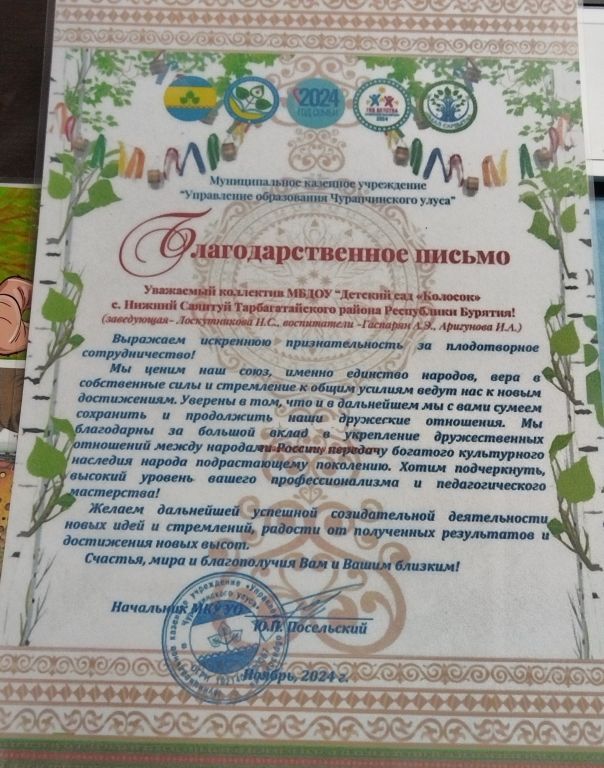 2024
ГОД СЕМЬИ
ГОД ДЕТСТВА
2024
Муниципальное казенное учреждение
"Управление образования Чурапчинского улуса"
Благодарственное письмо
Уважаемый коллектив МБДОУ "Детский сад «Колосок»
с. Нижний Саянтуй Тарбагатайского района Республики Бурятия!
(заведующая- Лоскутникова Н.С., воспитатели -Гаспарян А.Э., Аригунова И.А.)
Выражаем искреннюю признательность за плодотворное
сотрудничество!
Мы ценим наш союз, именно единство народов, вера в
собственные силы и стремление к общим усилиям ведут нас к новым
достижениям. Уверены в том, что и в дальнейшем мы с вами сумеем
сохранить и продолжить наши дружеские отношения. Мы
благодарны за большой вклад в укрепление дружественных
отношений между народами России, передачу богатого культурного
наследия народа подрастающему поколению. Хотим подчеркнуть,
высокий уровень вашего профессионализма и педагогического
мастерства!
Желаем дальнейшей успешной созидательной деятельности
новых идей и стремлений, радости от полученных результатов и
достижения новых высот.
Счастья, мира и благополучия Вам и Вашим близким!
Начальник МКУ УО
Ю.П. Посельский
Ноябрь, 2024 г.